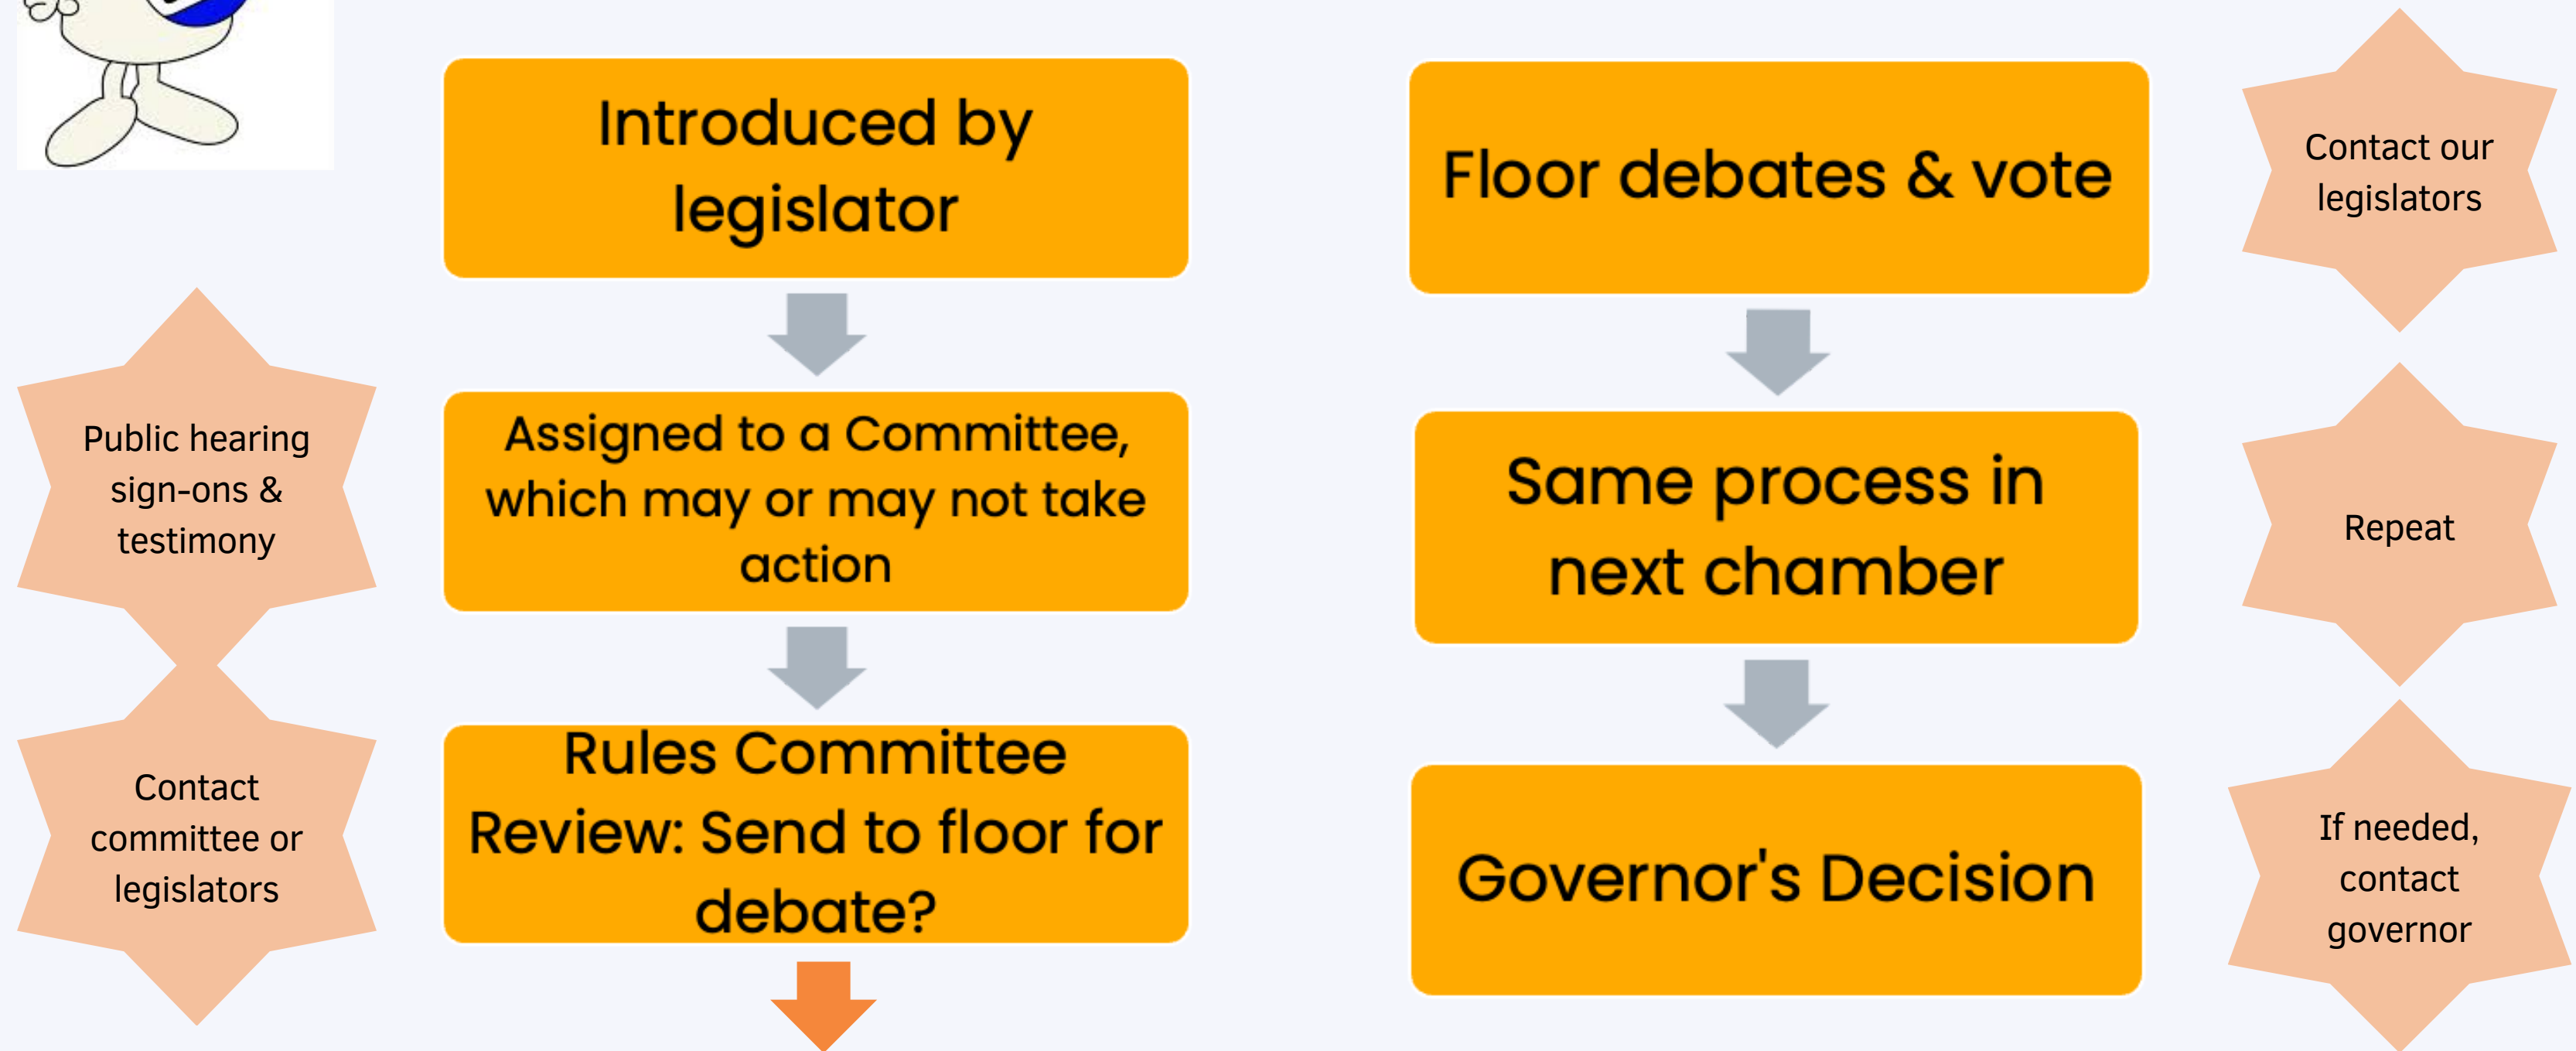 Introduced by
legislator
Public hearing
sign-ons &
testimony
Assigned to a Committee,
which may or may not take
action
Contact
committee or
legislators
Rules Committee
Review: Send to floor for
debate?
Floor debates & vote
Contact our
legislators
Same process in
next chamber
Repeat
Governor's Decision
If needed,
contact
governor